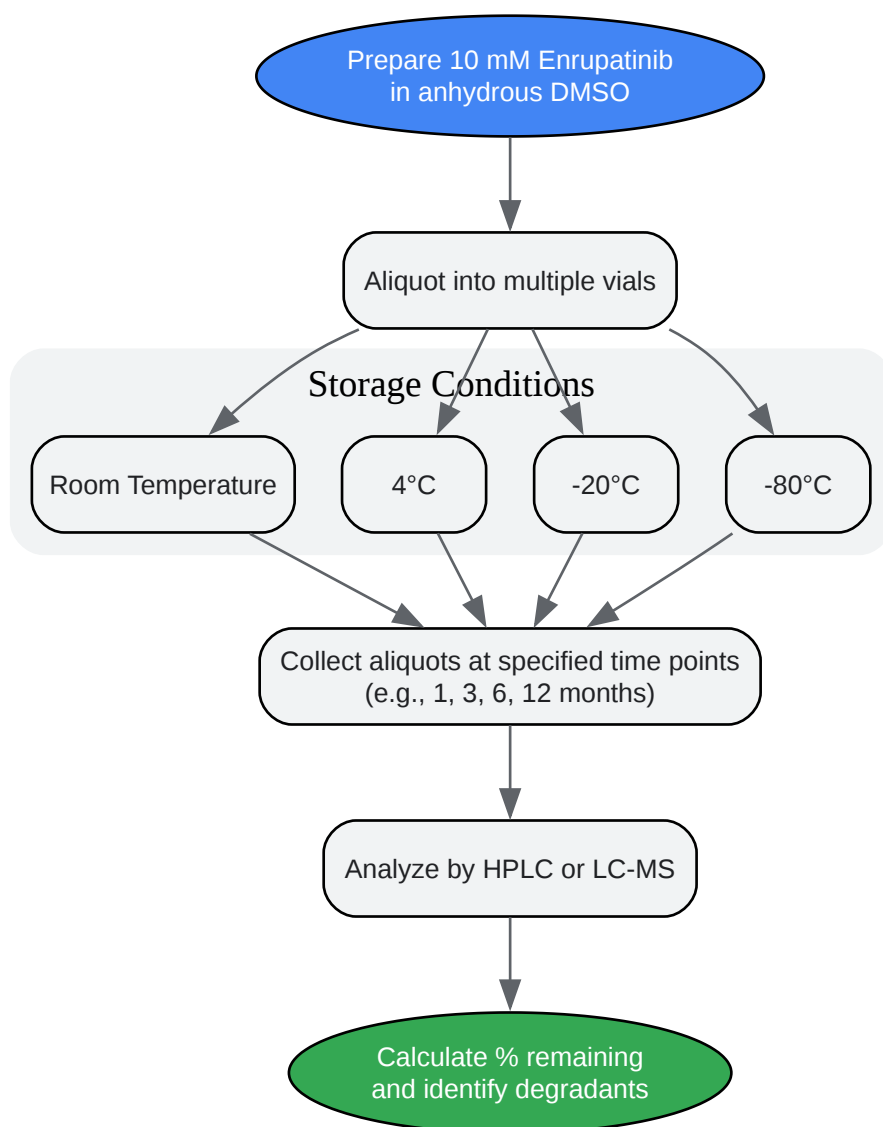 Prepare 10 mM Enrupatinib
in anhydrous DMSO
Aliquot into multiple vials
Storage Conditions
Room Temperature
4°C
-20°C
-80°C
Collect aliquots at specified time points
(e.g., 1, 3, 6, 12 months)
Analyze by HPLC or LC-MS
Calculate % remaining
and identify degradants